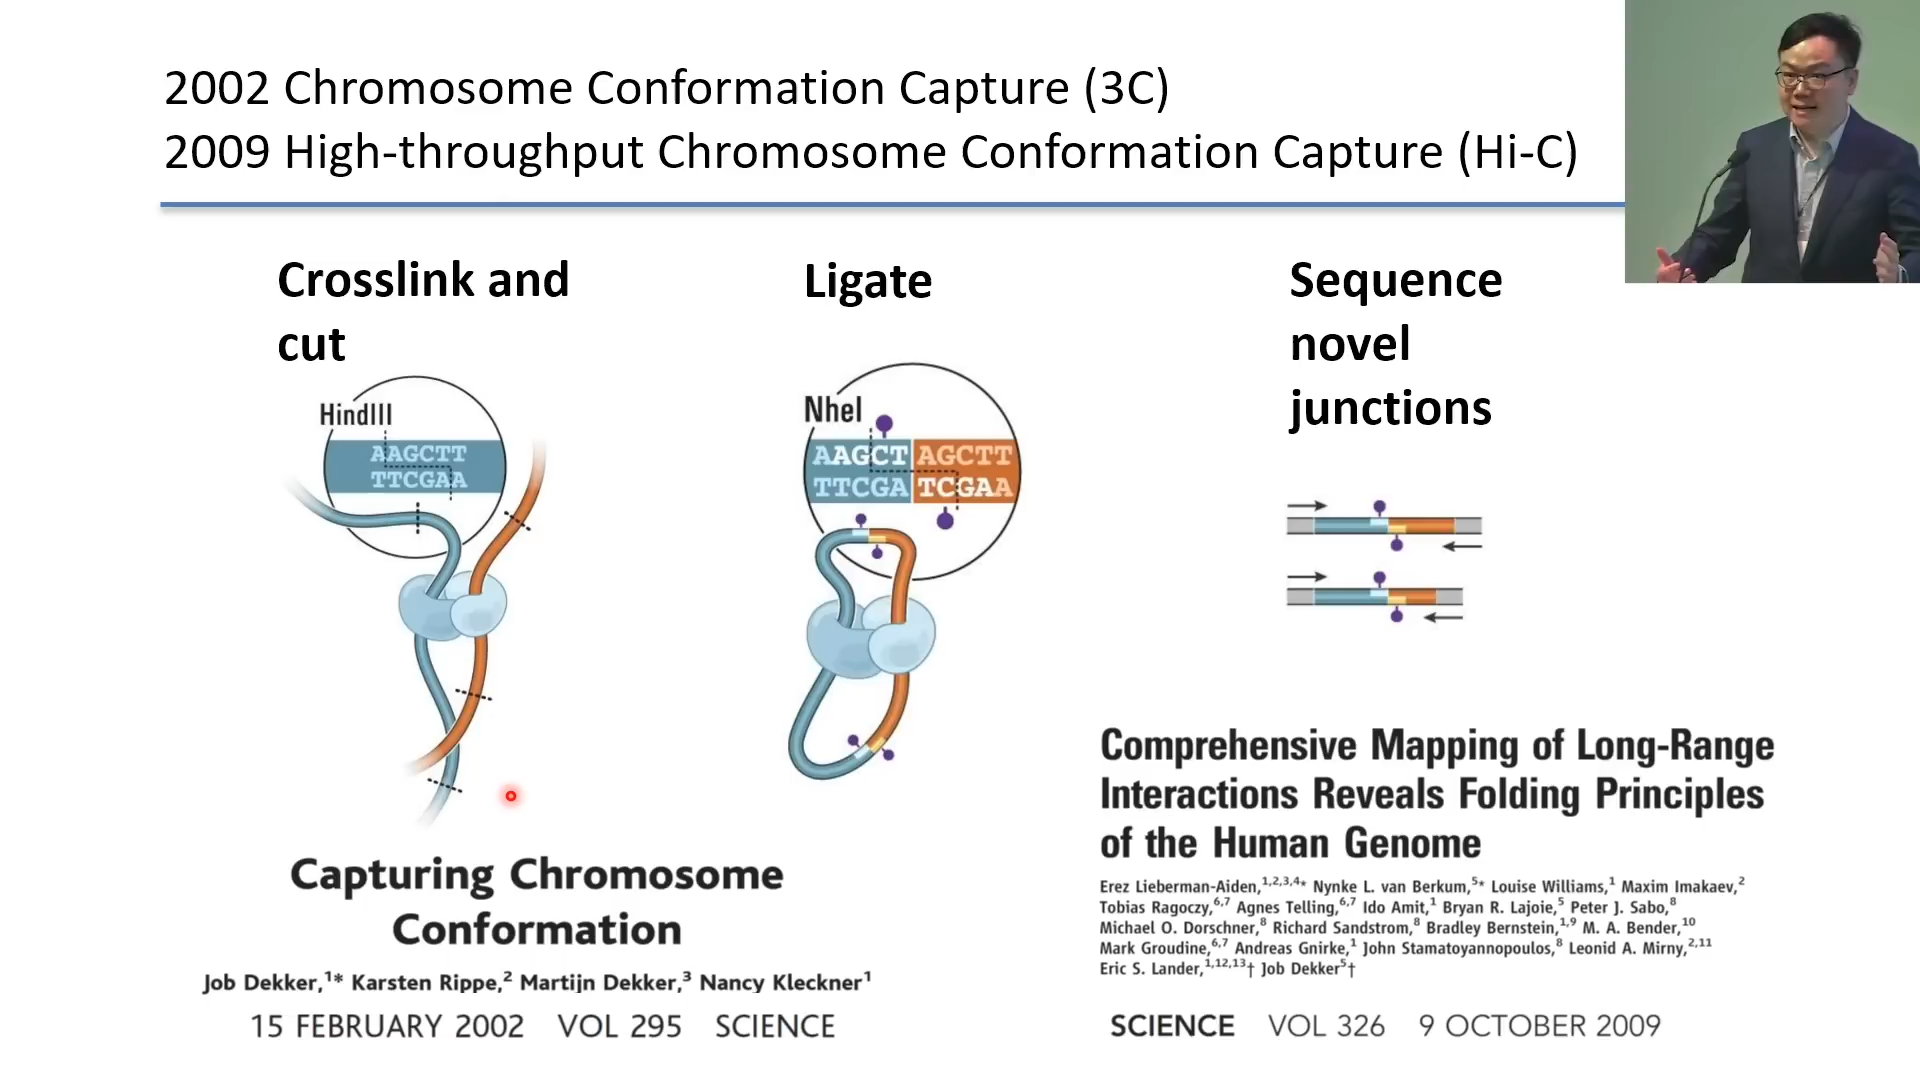 2002 Chromosome Conformation Capture (3C)
2009 High-throughput Chromosome Conformation Capture (Hi-C)
Crosslink and
cut
HindIII
AAGCTT
TTCGAA
Ligate
NheI
AAGCT AGCTT
TTCGA TCGAA
Sequence
novel
junctions
Capturing Chromosome
Conformation
Job Dekker,1* Karsten Rippe,2 Martijn Dekker,3 Nancy Kleckner1
15 FEBRUARY 2002 VOL 295 SCIENCE
Comprehensive Mapping of Long-Range
Interactions Reveals Folding Principles
of the Human Genome
Erez Lieberman-Aiden,1,2,3,4* Nynke L. van Berkum,5* Louise Williams,1 Maxim Imakaev,2
Tobias Ragoczy,6,7 Agnes Telling,6,7 Ido Amit,1 Bryan R. Lajoie,5 Peter J. Sabo,8
Michael O. Dorschner,8 Richard Sandstrom,8 Bradley Bernstein,1,9 M. A. Bender,10
Mark Groudine,6,7 Andreas Gnirke,1 John Stamatoyannopoulos,8 Leonid A. Mirny,2,11
Eric S. Lander,1,12,13† Job Dekker5†
SCIENCE VOL 326 9 OCTOBER 2009